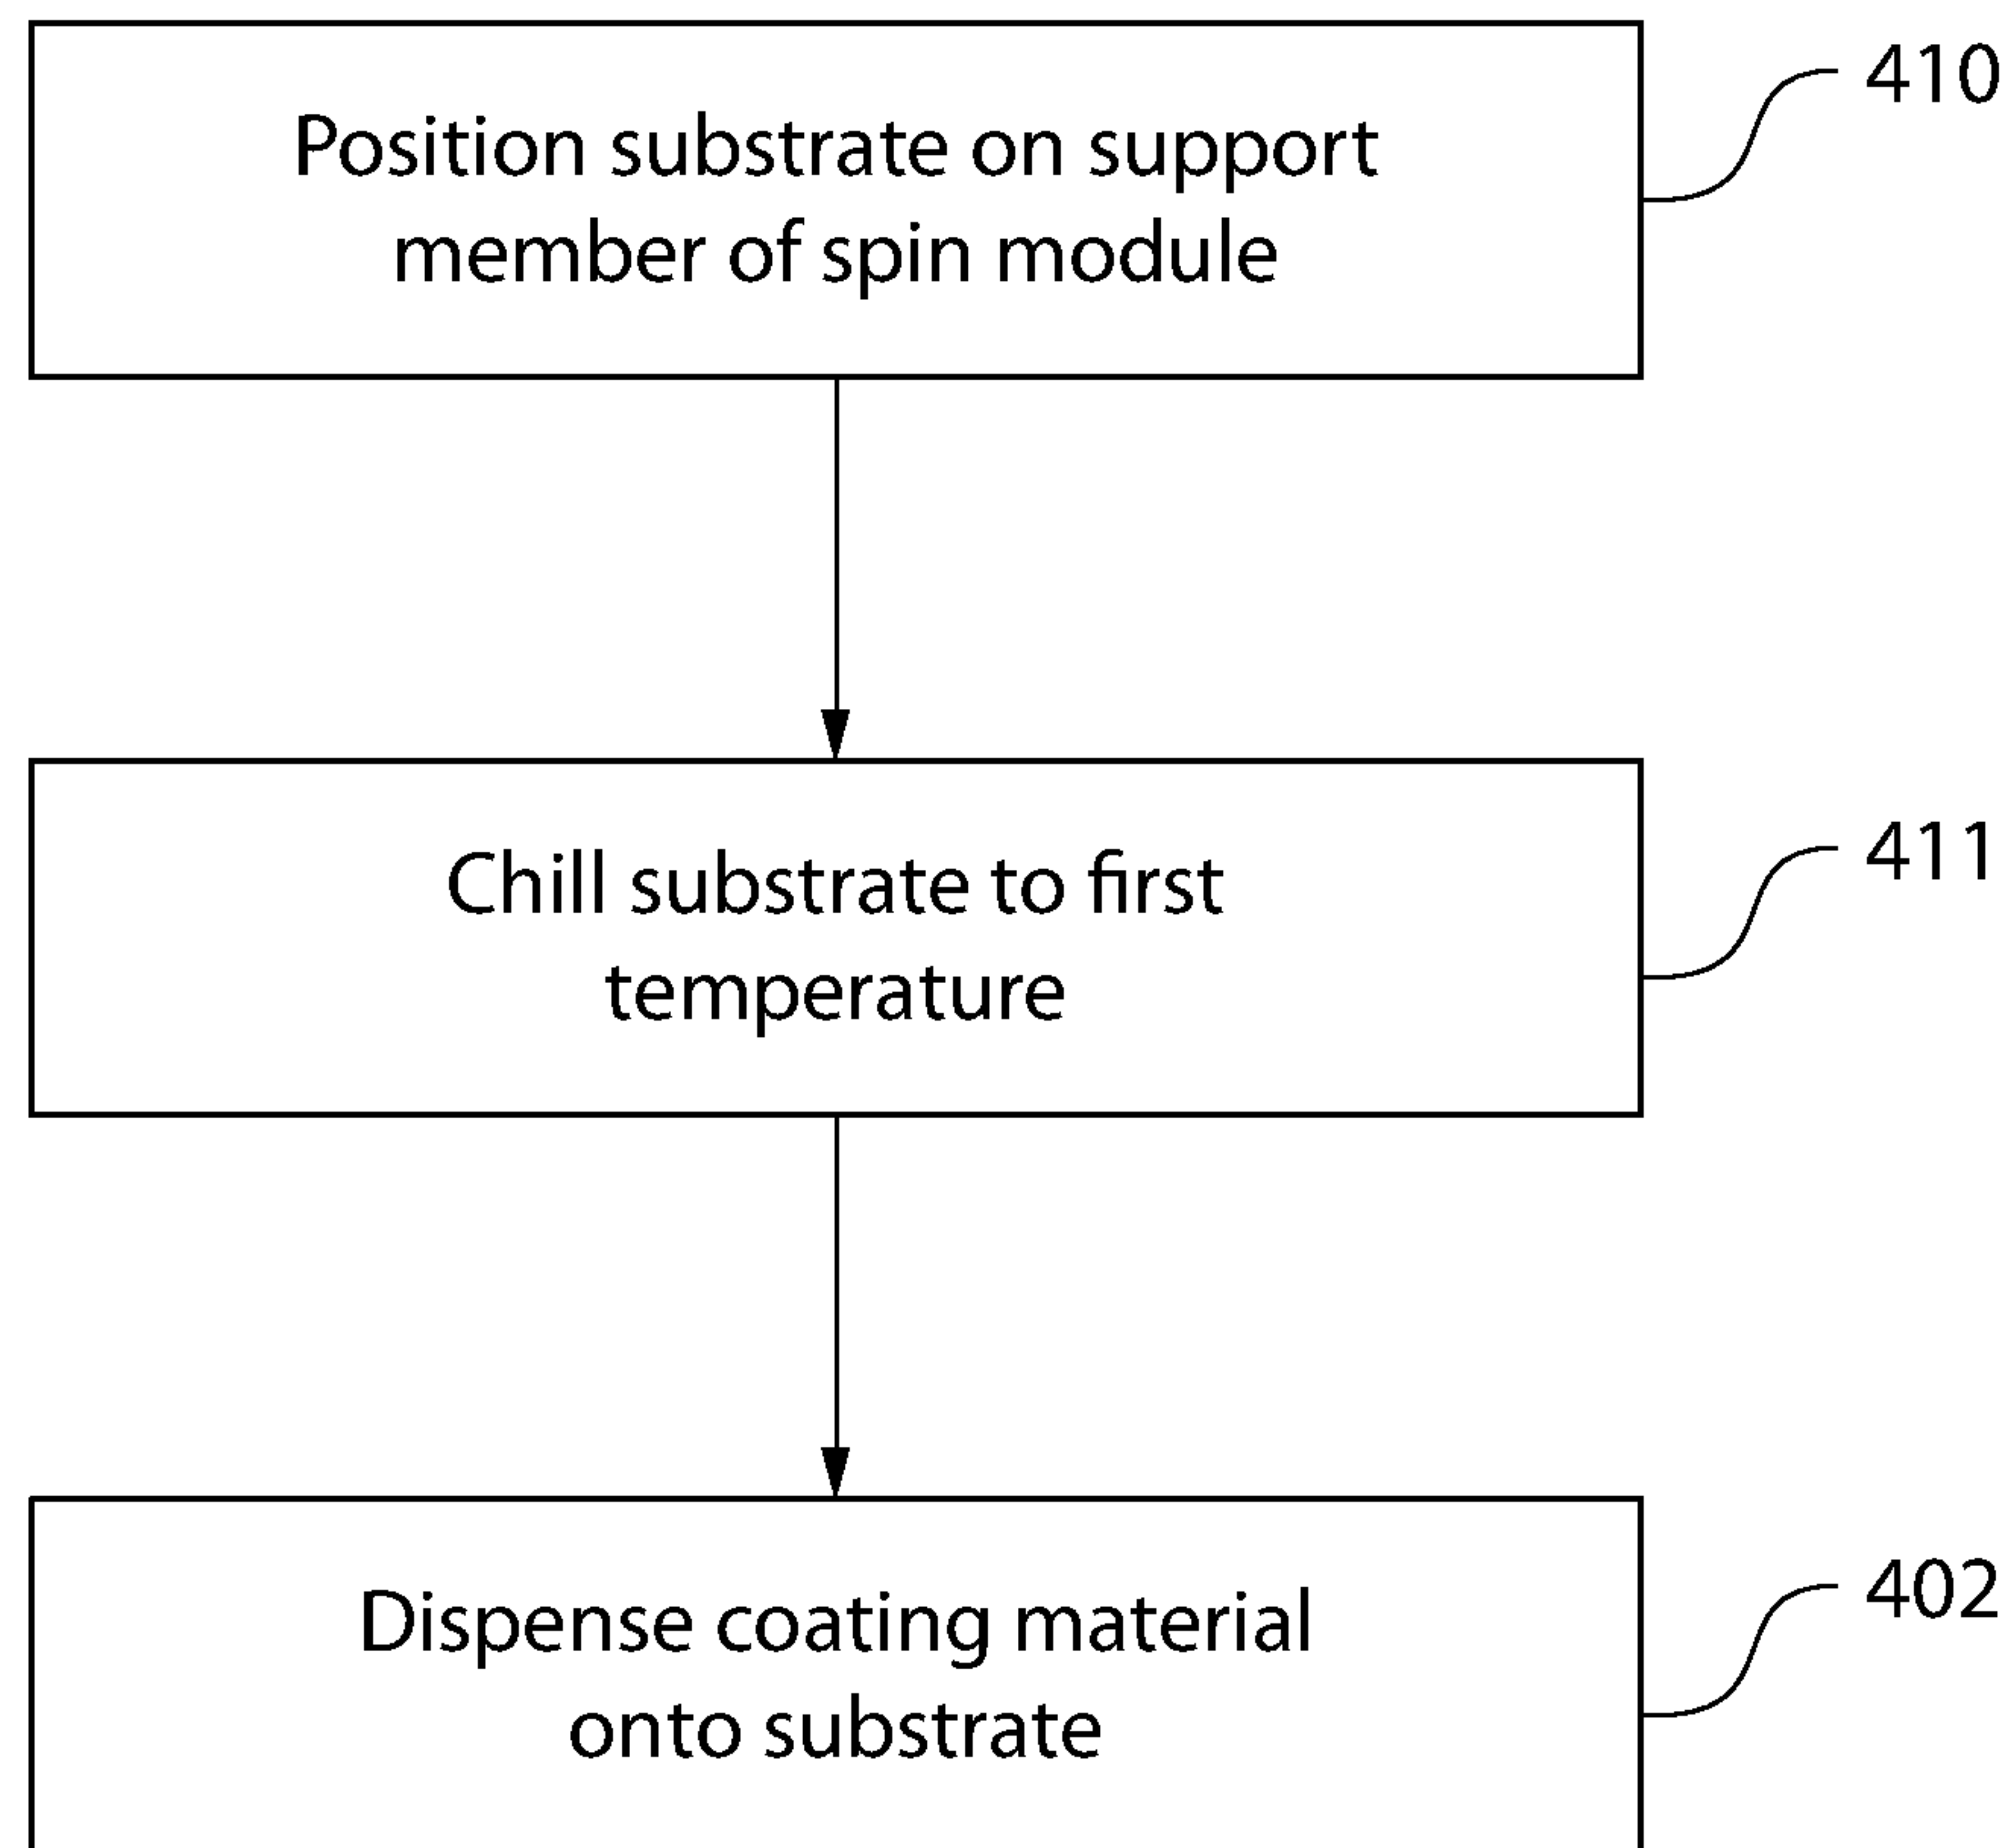 Position substrate on support
member of spin module
410
Chill substrate to first
temperature
411
Dispense coating material
onto substrate
402